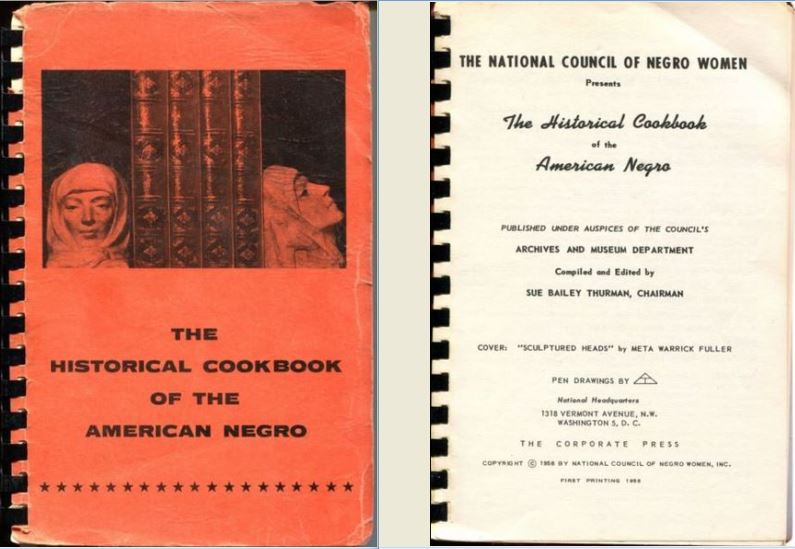 THE
HISTORICAL COOKBOOK
OF THE
AMERICAN NEGRO
THE NATIONAL COUNCIL OF NEGRO WOMEN
Presents
The Historical Cookbook
of the
American Negro
PUBLISHED UNDER AUSPICES OF THE COUNCIL'S
ARCHIVES AND MUSEUM DEPARTMENT
Compiled and Edited by
SUE BAILEY THURMAN, CHAIRMAN
COVER: "SCULPTURED HEADS" by META WARRICK FULLER
PEN DRAWINGS BY
National Headquarters
1318 VERMONT AVENUE, N.W.
WASHINGTON 5, D. C.
THE CORPORATE PRESS
COPYRIGHT © 1958 BY NATIONAL COUNCIL OF NEGRO WOMEN, INC.
FIRST PRINTING 1958